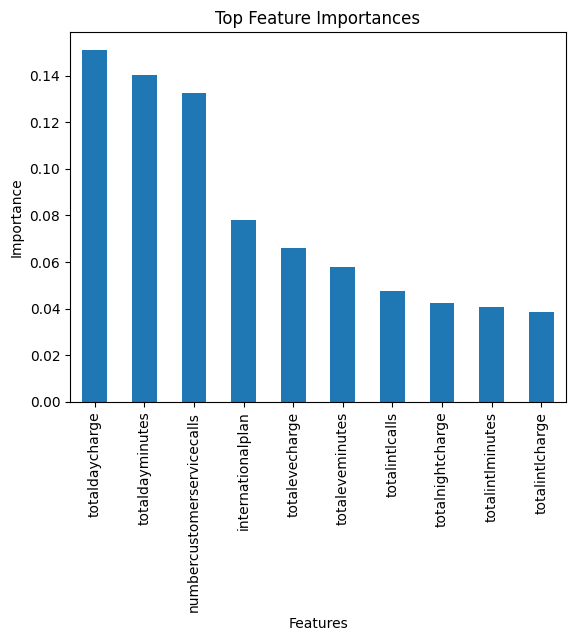 Top Feature Importances
Importance
0.14
0.12
0.10
0.08
0.06
0.04
0.02
0.00
totaldaycharge
totaldayminutes
numbercustomerservicecalls
internationalplan
totalevecharge
totaleveminutes
totalintlcalls
totalnightcharge
totalintlminutes
totalintlcharge
Features